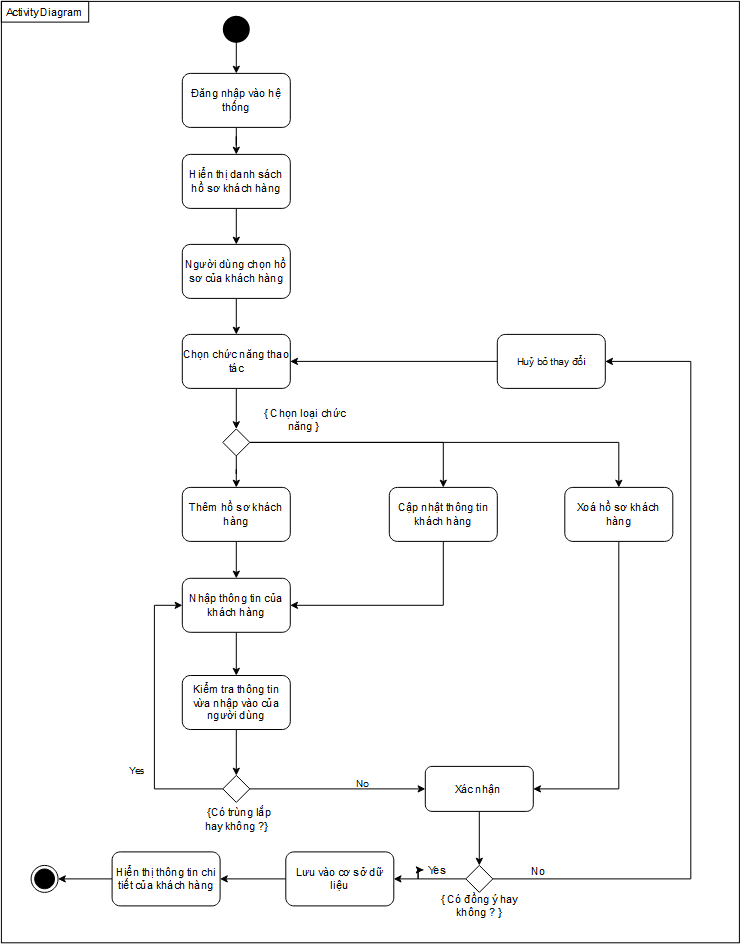 Activity Diagram
Đăng nhập vào hệ
thống
Hiển thị danh sách
hồ sơ khách hàng
Người dùng chọn hồ
sơ của khách hàng
Chọn chức năng thao
tác
Huỷ bỏ thay đổi
{ Chọn loại chức
năng }
Thêm hồ sơ khách
hàng
Cập nhật thông tin
khách hàng
Xoá hồ sơ khách
hàng
Nhập thông tin của
khách hàng
Kiểm tra thông tin
vừa nhập vào của
người dùng
Yes
No
Xác nhận
{Có trùng lắp
hay không ?}
Hiển thị thông tin chi
tiết của khách hàng
Lưu vào cơ sở dữ
liệu
Yes
No
{ Có đồng ý hay
không ? }